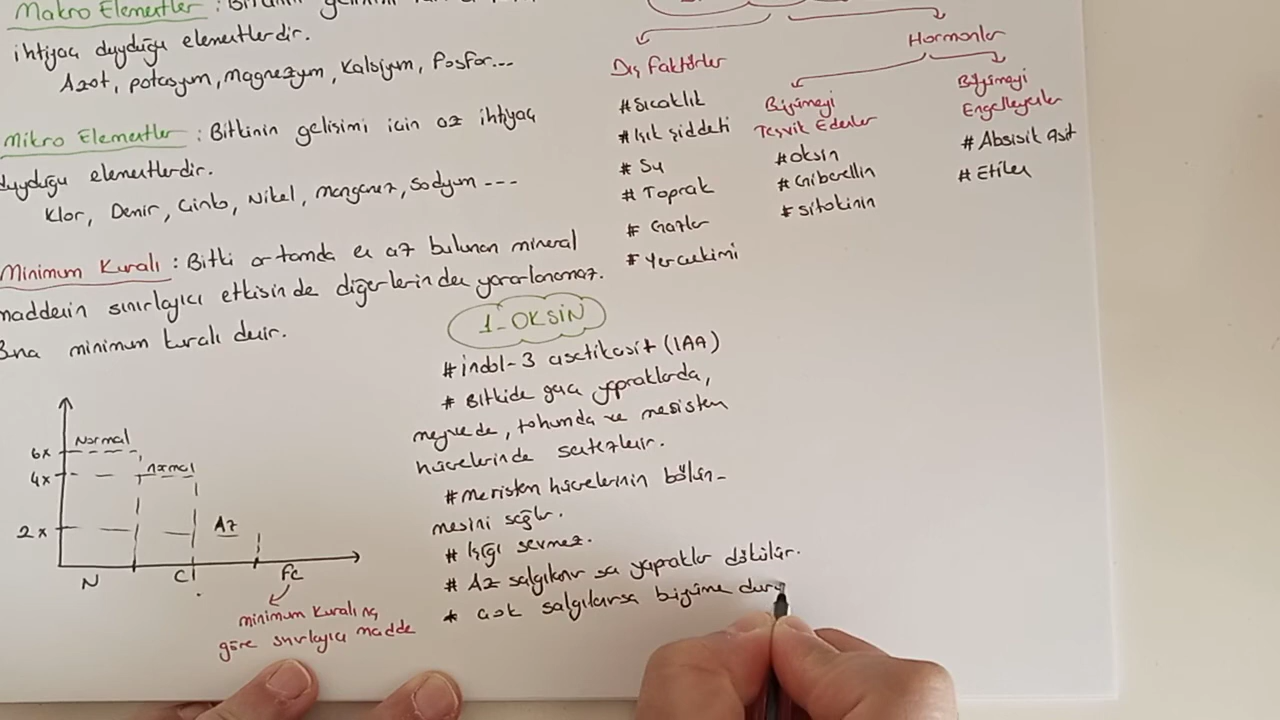 Makro Elementler :
ihtiyaç duyduğu elementlerdir.
Azot, potasyum, magnezyum, Kalsiyum, Fosfor...
Mikro Elementler : Bitkinin gelişimi için az ihtiyaç
duyduğu elementlerdir.
Klor, Demir, Çinko, Nikel, manganez, Sodyum ---
Minimum Kuralı : Bitki ortamda en az bulunan mineral
maddenin sınırlayıcı etkisinde diğerlerinden yararlanamaz.
Buna minimum kuralı denir.
6x Normal
4x normal
2x Az
N Cl Fe
minimum Kuralına
göre sınırlayıcı madde
Dış faktörler
#Sıcaklık
#Işık şiddeti
# Su
# Toprak
# Gazlar
# Yerçekimi
Hormonlar
Büyümeyi
Teşvik Edenler
#oksin
#Giberellin
#sitokinin
Büyümeyi
Engelleyenler
# Absisik Asit
# Etilen
1-OKSİN
#indol-3 asetikasit (IAA)
# Bitkide genç yapraklarda,
meyvede, tohumda ve meristem
hücrelerinde sentezlenir.
#meristem hücrelerinin bölün-
mesini sağlar.
# Işığı sevmez.
# Az salgılanır sa yapraklar dökülür.
* çok salgılanırsa büyüme